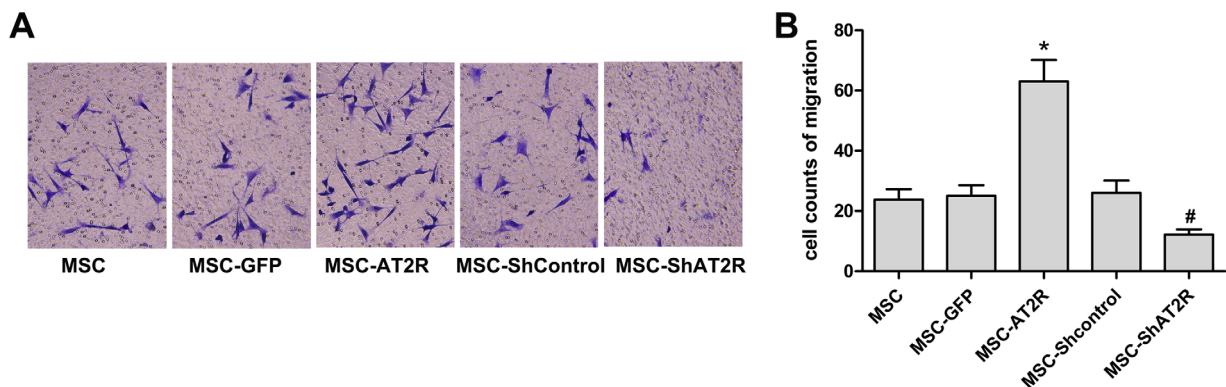 A
MSC
MSC-GFP
MSC-AT2R
MSC-ShControl
MSC-ShAT2R
B
cell counts of migration
80
60
40
20
0
*
#
MSC
MSC-GFP
MSC-AT2R
MSC-Shcontrol
MSC-ShAT2R